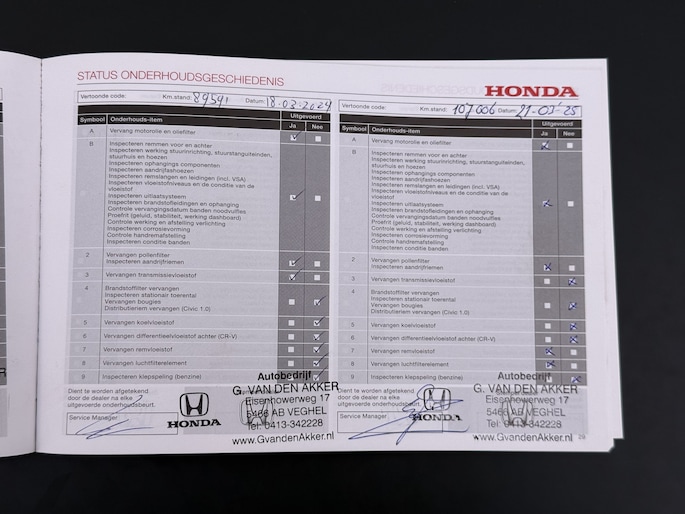 STATUS ONDERHOUDSGESCHIEDENIS
HONDA
Vertoonde code: Km.stand: 89541 Datum: 18-03-2024
Uitgevoerd
Symbool Onderhouds-item Ja Nee
A Vervang motorolie en oliefilter
B Inspecteren remmen voor en achter
Inspecteren werking stuurinrichting, stuurstanguiteinden,
stuurhuis en hoezen
Inspecteren ophangings componenten
Inspecteren aandrijfashoezen
Inspecteren remslangen en leidingen (incl. VSA)
Inspecteren vloeistofniveaus en de conditie van de
vloeistof
Inspecteren uitlaatsysteem
Inspecteren brandstofleidingen en ophanging
Controle vervangingsdatum banden noodvulfles
Proefrit (geluid, stabiliteit, werking dashboard)
Controle werking en afstelling verlichting
Inspecteren corrosievorming
Controle handremafstelling
Inspecteren conditie banden
2 Vervangen pollenfilter
Inspecteren aandrijfriemen
3 Vervangen transmissievloeistof
4 Brandstoffilter vervangen
Inspecteren stationair toerental
Vervangen bougies
Distributieriem vervangen (Civic 1.0)
5 Vervangen koelvloeistof
6 Vervangen differentieelvloeistof achter (CR-V)
7 Vervangen remvloeistof
8 Vervangen luchtfilterelement
9 Inspecteren klepspeling (benzine)
Dient te worden afgetekend
door de dealer na elke
uitgevoerde onderhoudsbeurt.
Service Manager:
HONDA
Autobedrijf
G. VAN DEN AKKER
Eisenhowerweg 17
5466 AB VEGHEL
Tel: 0413-342228
www.GvandenAkker.nl
Vertoonde code: Km.stand: 107006 Datum: 21-03-'25
Uitgevoerd
Symbool Onderhouds-item Ja Nee
A Vervang motorolie en oliefilter
B Inspecteren remmen voor en achter
Inspecteren werking stuurinrichting, stuurstanguiteinden,
stuurhuis en hoezen
Inspecteren ophangings componenten
Inspecteren aandrijfashoezen
Inspecteren remslangen en leidingen (incl. VSA)
Inspecteren vloeistofniveaus en de conditie van de
vloeistof
Inspecteren uitlaatsysteem
Inspecteren brandstofleidingen en ophanging
Controle vervangingsdatum banden noodvulfles
Proefrit (geluid, stabiliteit, werking dashboard)
Controle werking en afstelling verlichting
Inspecteren corrosievorming
Controle handremafstelling
Inspecteren conditie banden
2 Vervangen pollenfilter
Inspecteren aandrijfriemen
3 Vervangen transmissievloeistof
4 Brandstoffilter vervangen
Inspecteren stationair toerental
Vervangen bougies
Distributieriem vervangen (Civic 1.0)
5 Vervangen koelvloeistof
6 Vervangen differentieelvloeistof achter (CR-V)
7 Vervangen remvloeistof
8 Vervangen luchtfilterelement
9 Inspecteren klepspeling (benzine)
Dient te worden afgetekend
door de dealer na elke
uitgevoerde onderhoudsbeurt.
Service Manager:
HONDA
Autobedrijf
G. VAN DEN AKKER
Eisenhowerweg 17
5466 AB VEGHEL
Tel: 0413-342228
www.GvandenAkker.nl